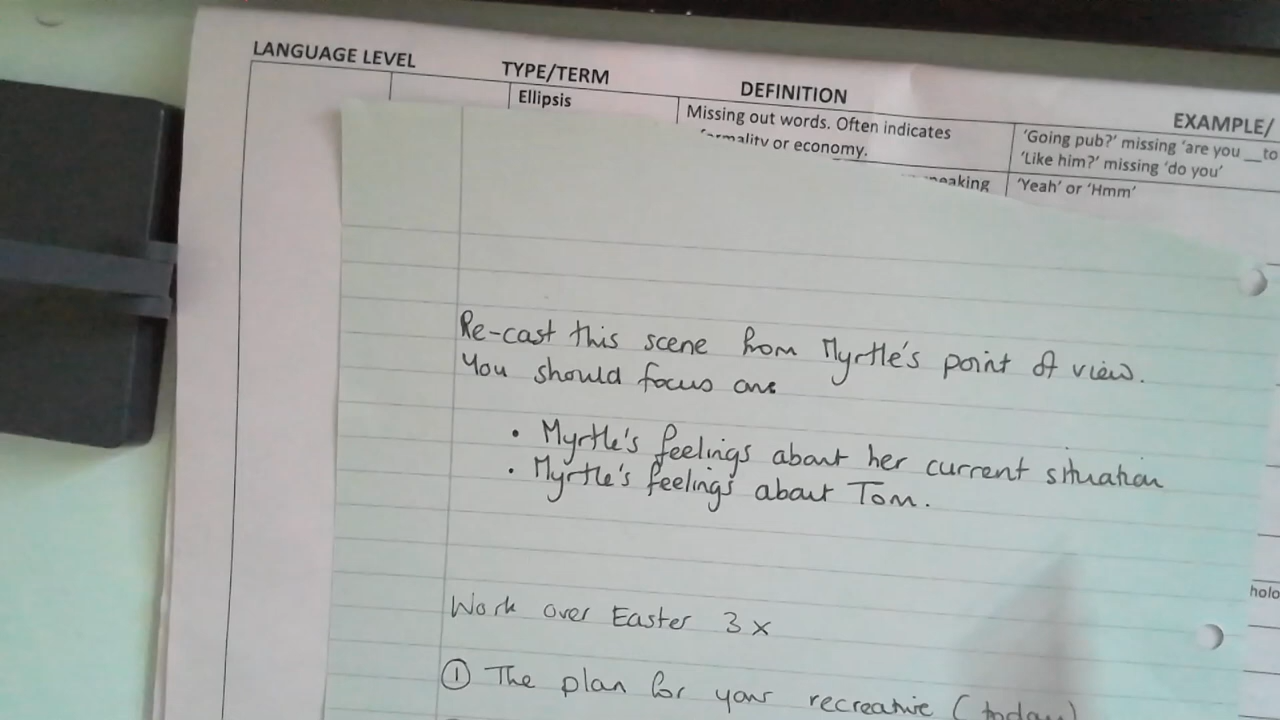 LANGUAGE LEVEL TYPE/TERM DEFINITION EXAMPLE/
Ellipsis Missing out words. Often indicates 'Going pub?' missing 'are you __to
or economy. 'Like him?' missing 'do you'
'Yeah' or 'Hmm'
Re-cast this scene from Myrtle's point of view.
You should focus on:
• Myrtle's feelings about her current situation
• Myrtle's feelings about Tom.
Work over Easter 3x
① The plan for your recreative (today)